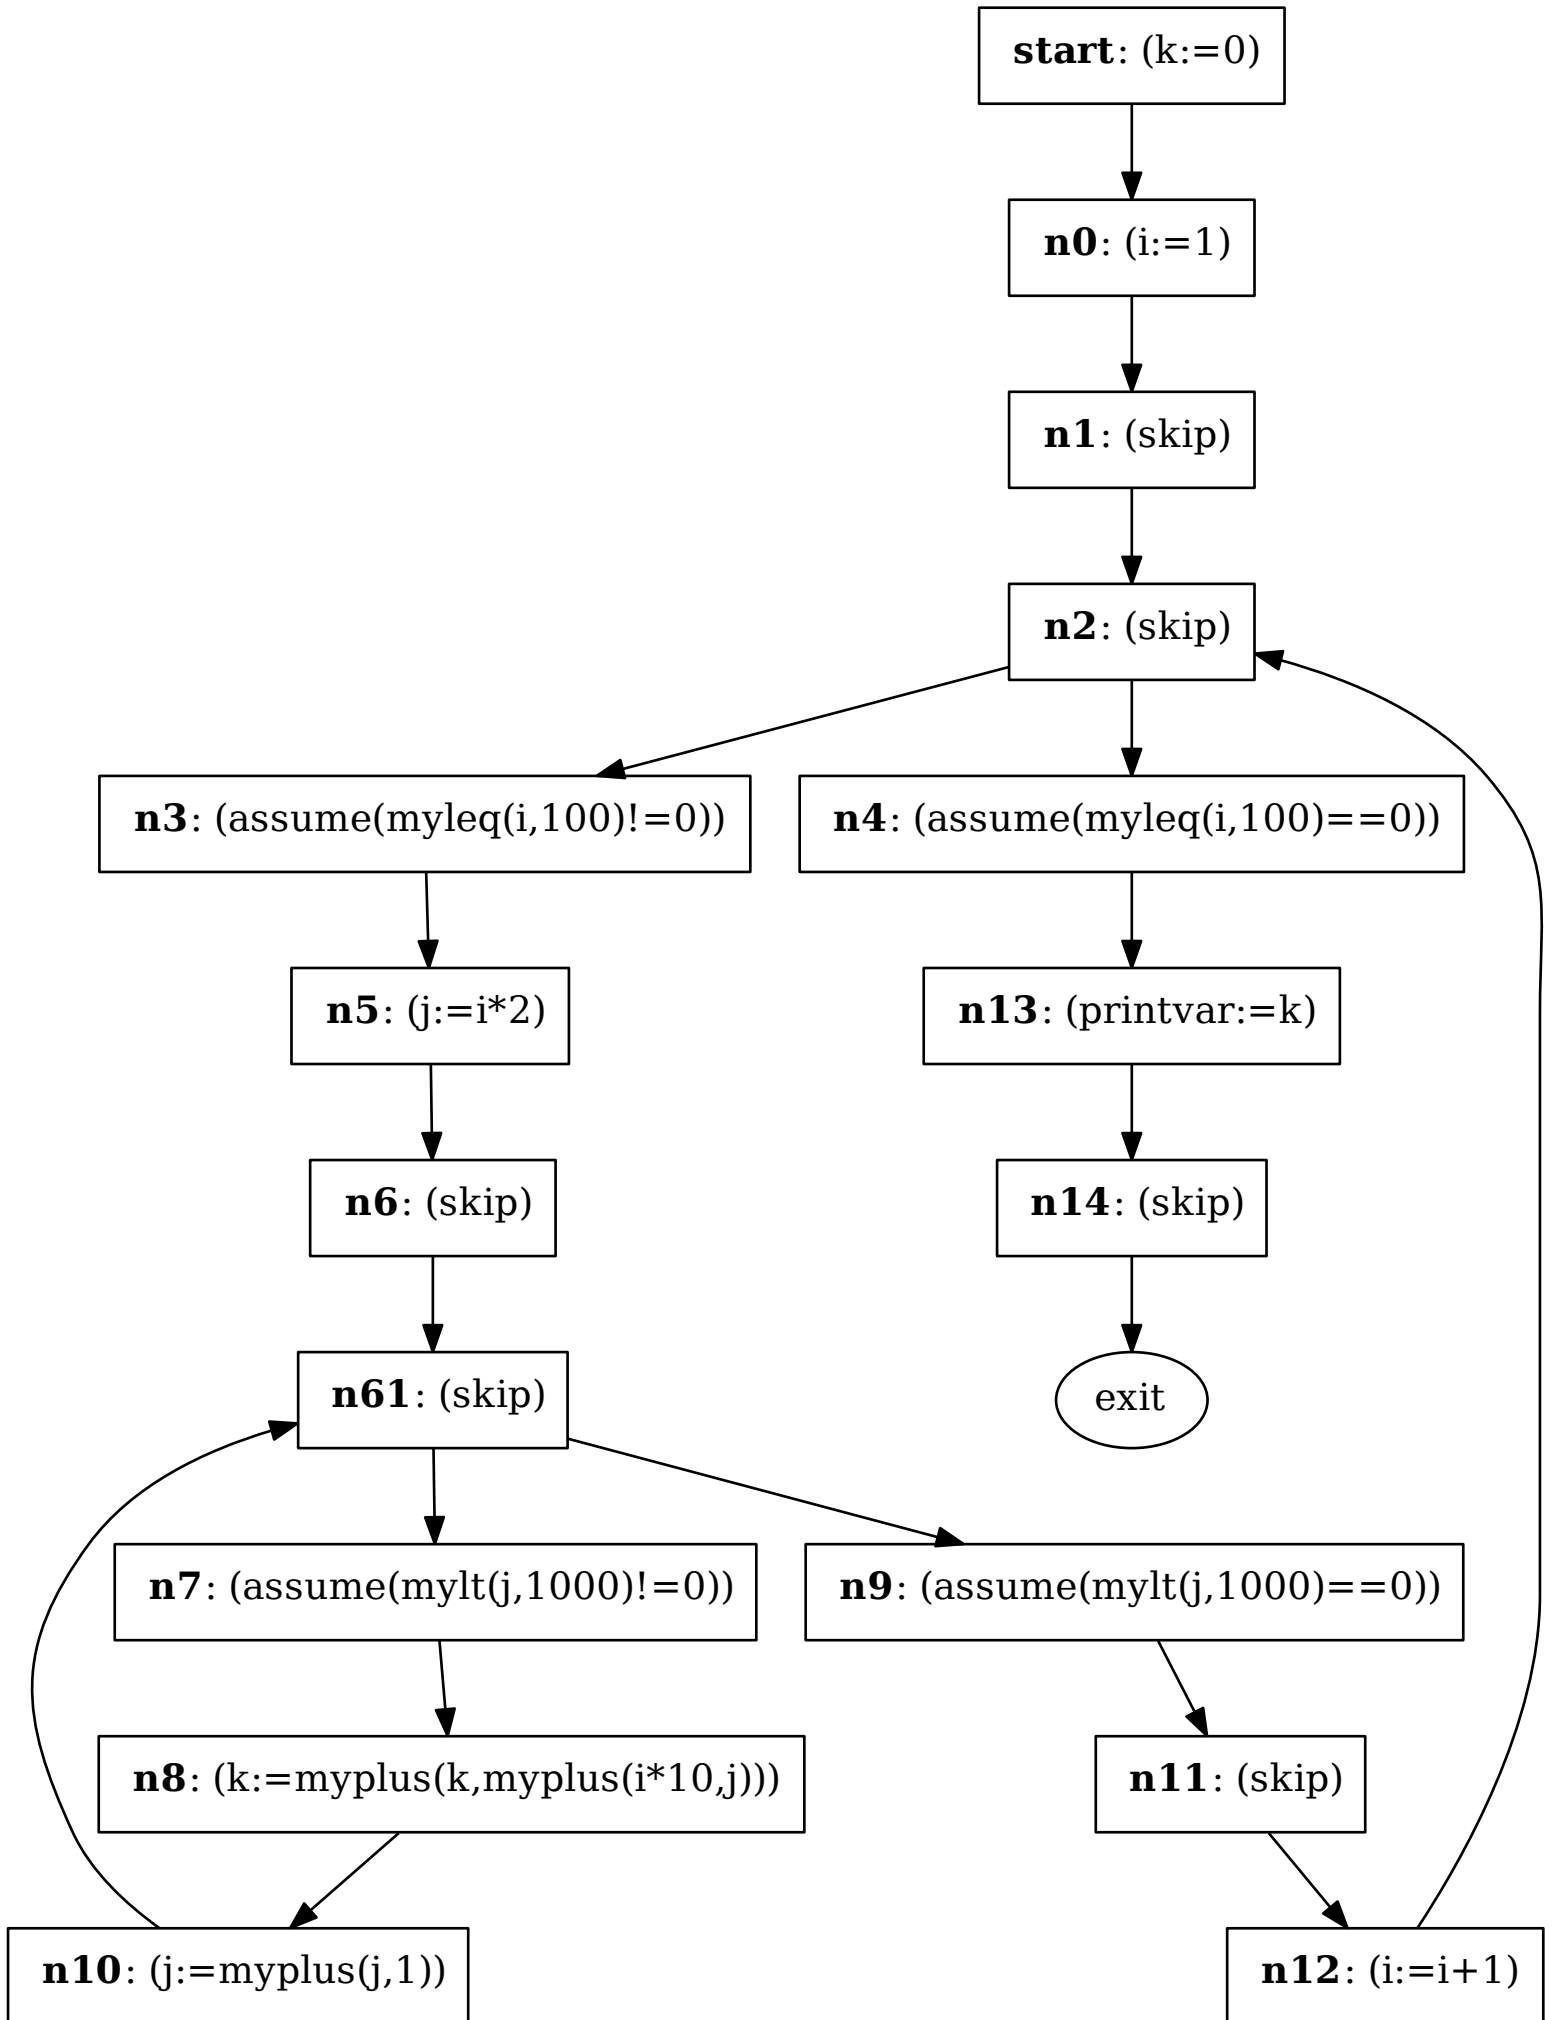 start: (k:=0)
n0: (i:=1)
n1: (skip)
n2: (skip)
n3: (assume(myleq(i,100)!=0))
n4: (assume(myleq(i,100)==0))
n5: (j:=i*2)
n13: (printvar:=k)
n6: (skip)
n14: (skip)
n61: (skip)
exit
n7: (assume(mylt(j,1000)!=0))
n9: (assume(mylt(j,1000)==0))
n8: (k:=myplus(k,myplus(i*10,j)))
n11: (skip)
n10: (j:=myplus(j,1))
n12: (i:=i+1)